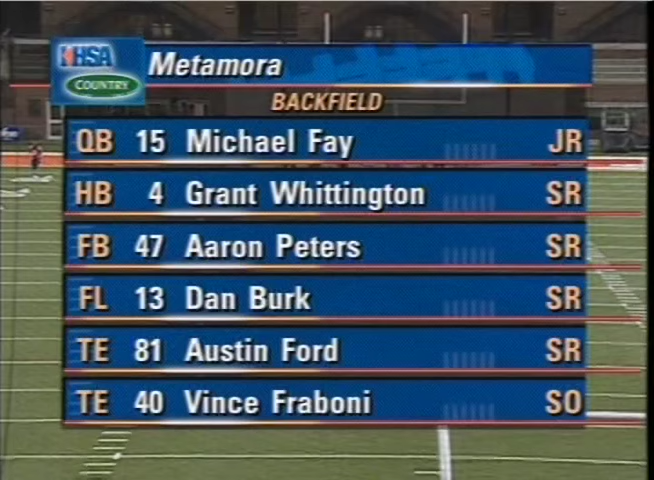 IHSA
COUNTRY
Metamora
BACKFIELD
QB 15 Michael Fay JR
HB 4 Grant Whittington SR
FB 47 Aaron Peters SR
FL 13 Dan Burk SR
TE 81 Austin Ford SR
TE 40 Vince Fraboni SO